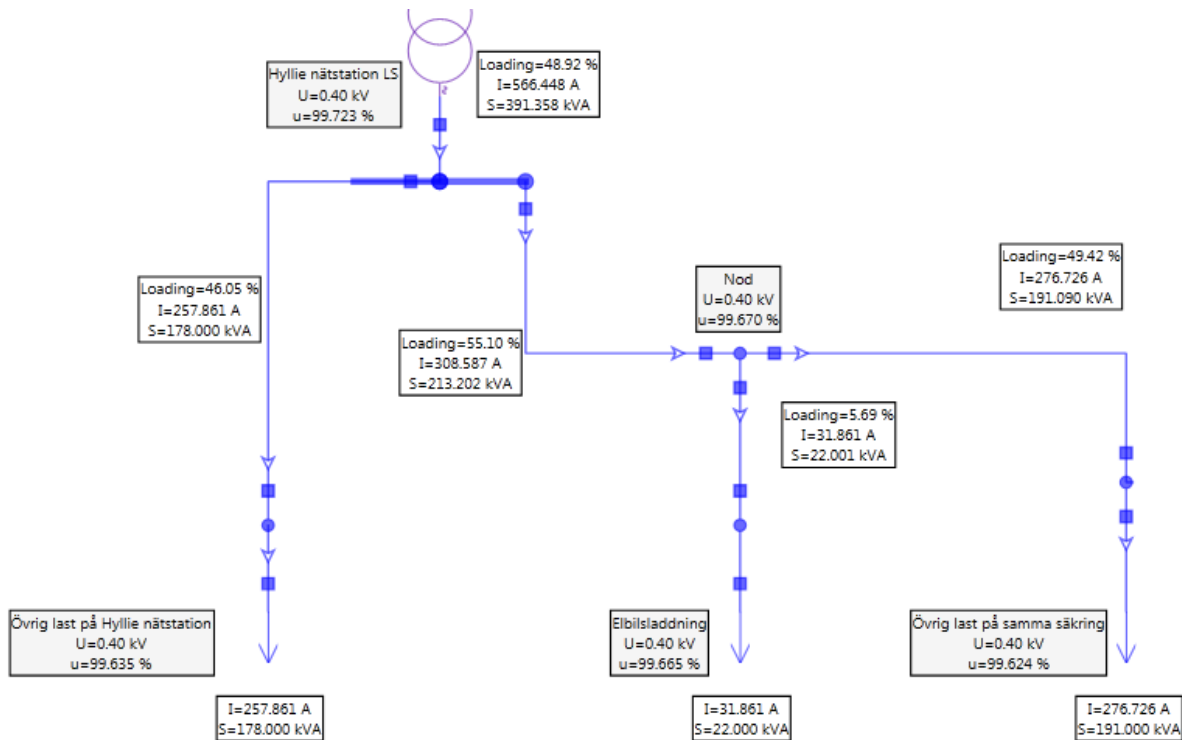 Loading=48.92 %
I=566.448 A
S=391.358 kVA
Hyllie nätstation LS
U=0.40 kV
u=99.723 %
Loading=46.05 %
I=257.861 A
S=178.000 kVA
Loading=55.10 %
I=308.587 A
S=213.202 kVA
Nod
U=0.40 kV
u=99.670 %
Loading=49.42 %
I=276.726 A
S=191.090 kVA
Loading=5.69 %
I=31.861 A
S=22.001 kVA
Övrig last på Hyllie nätstation
U=0.40 kV
u=99.635 %
Elbilsladdning
U=0.40 kV
u=99.665 %
Övrig last på samma säkring
U=0.40 kV
u=99.624 %
I=257.861 A
S=178.000 kVA
I=31.861 A
S=22.000 kVA
I=276.726 A
S=191.000 kVA